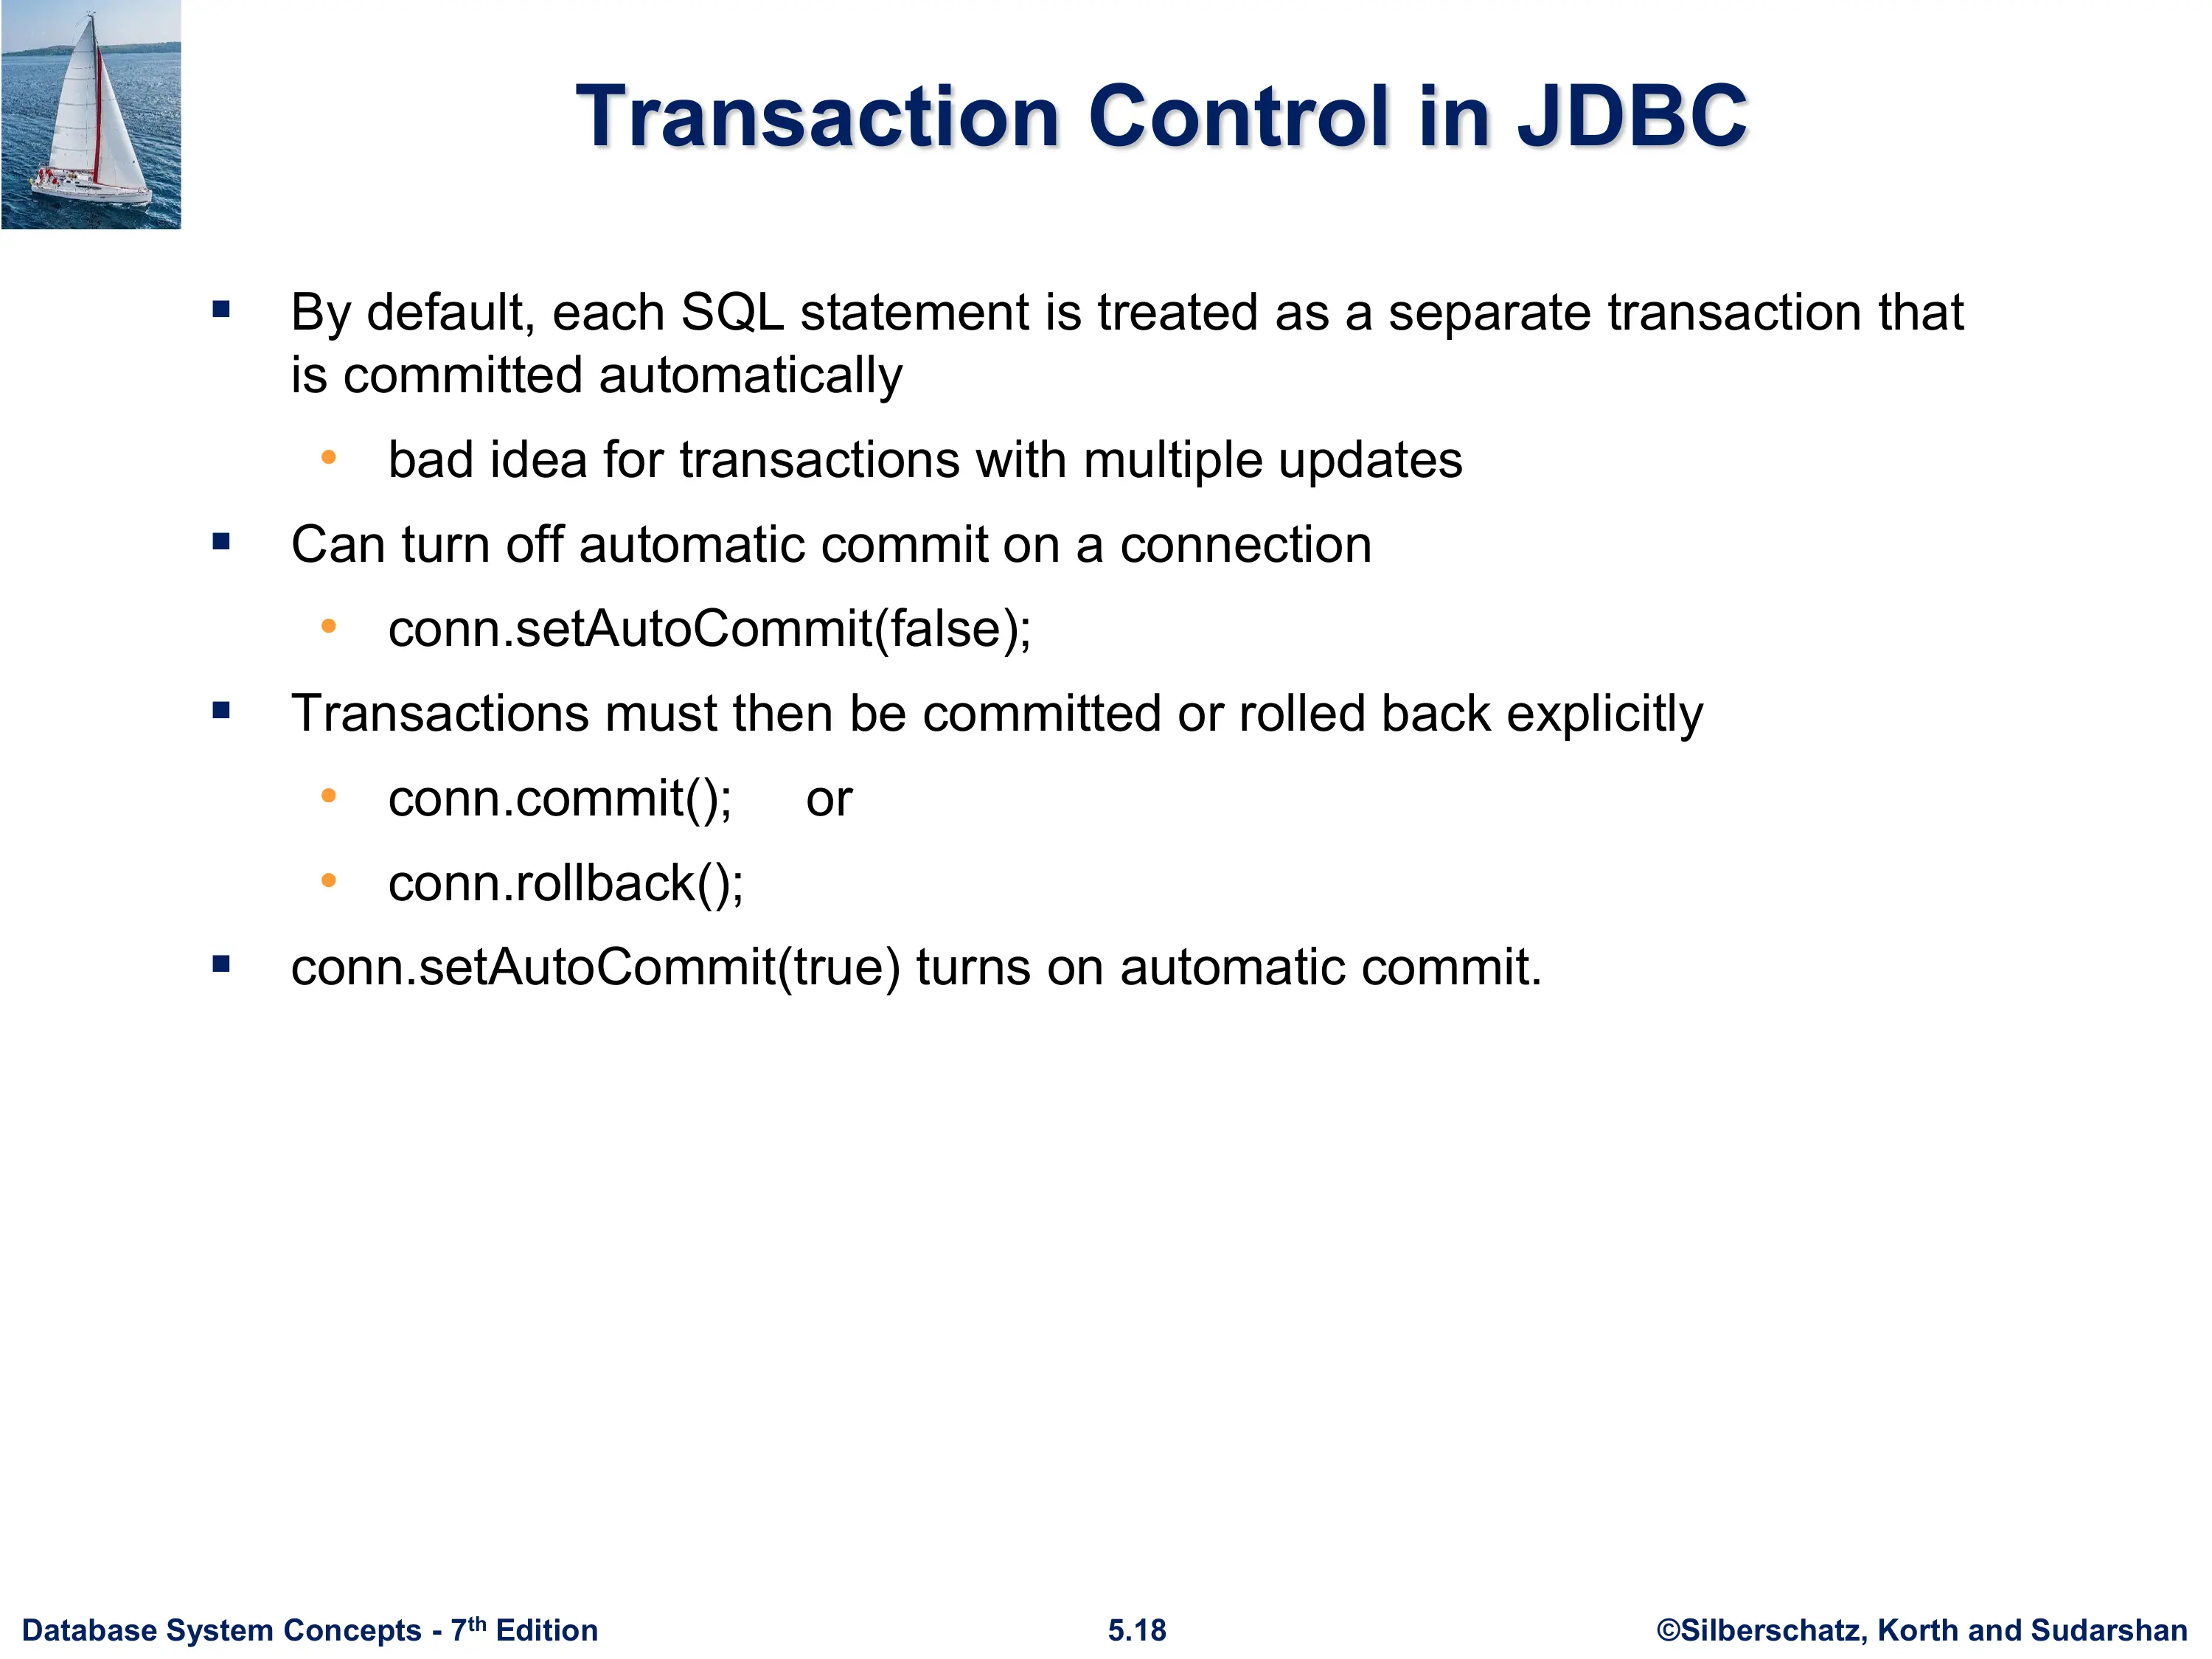 Transaction Control in JDBC
▪ By default, each SQL statement is treated as a separate transaction that
is committed automatically
• bad idea for transactions with multiple updates
▪ Can turn off automatic commit on a connection
• conn.setAutoCommit(false);
▪ Transactions must then be committed or rolled back explicitly
• conn.commit(); or
• conn.rollback();
▪ conn.setAutoCommit(true) turns on automatic commit.
Database System Concepts - 7th Edition 5.18 ©Silberschatz, Korth and Sudarshan